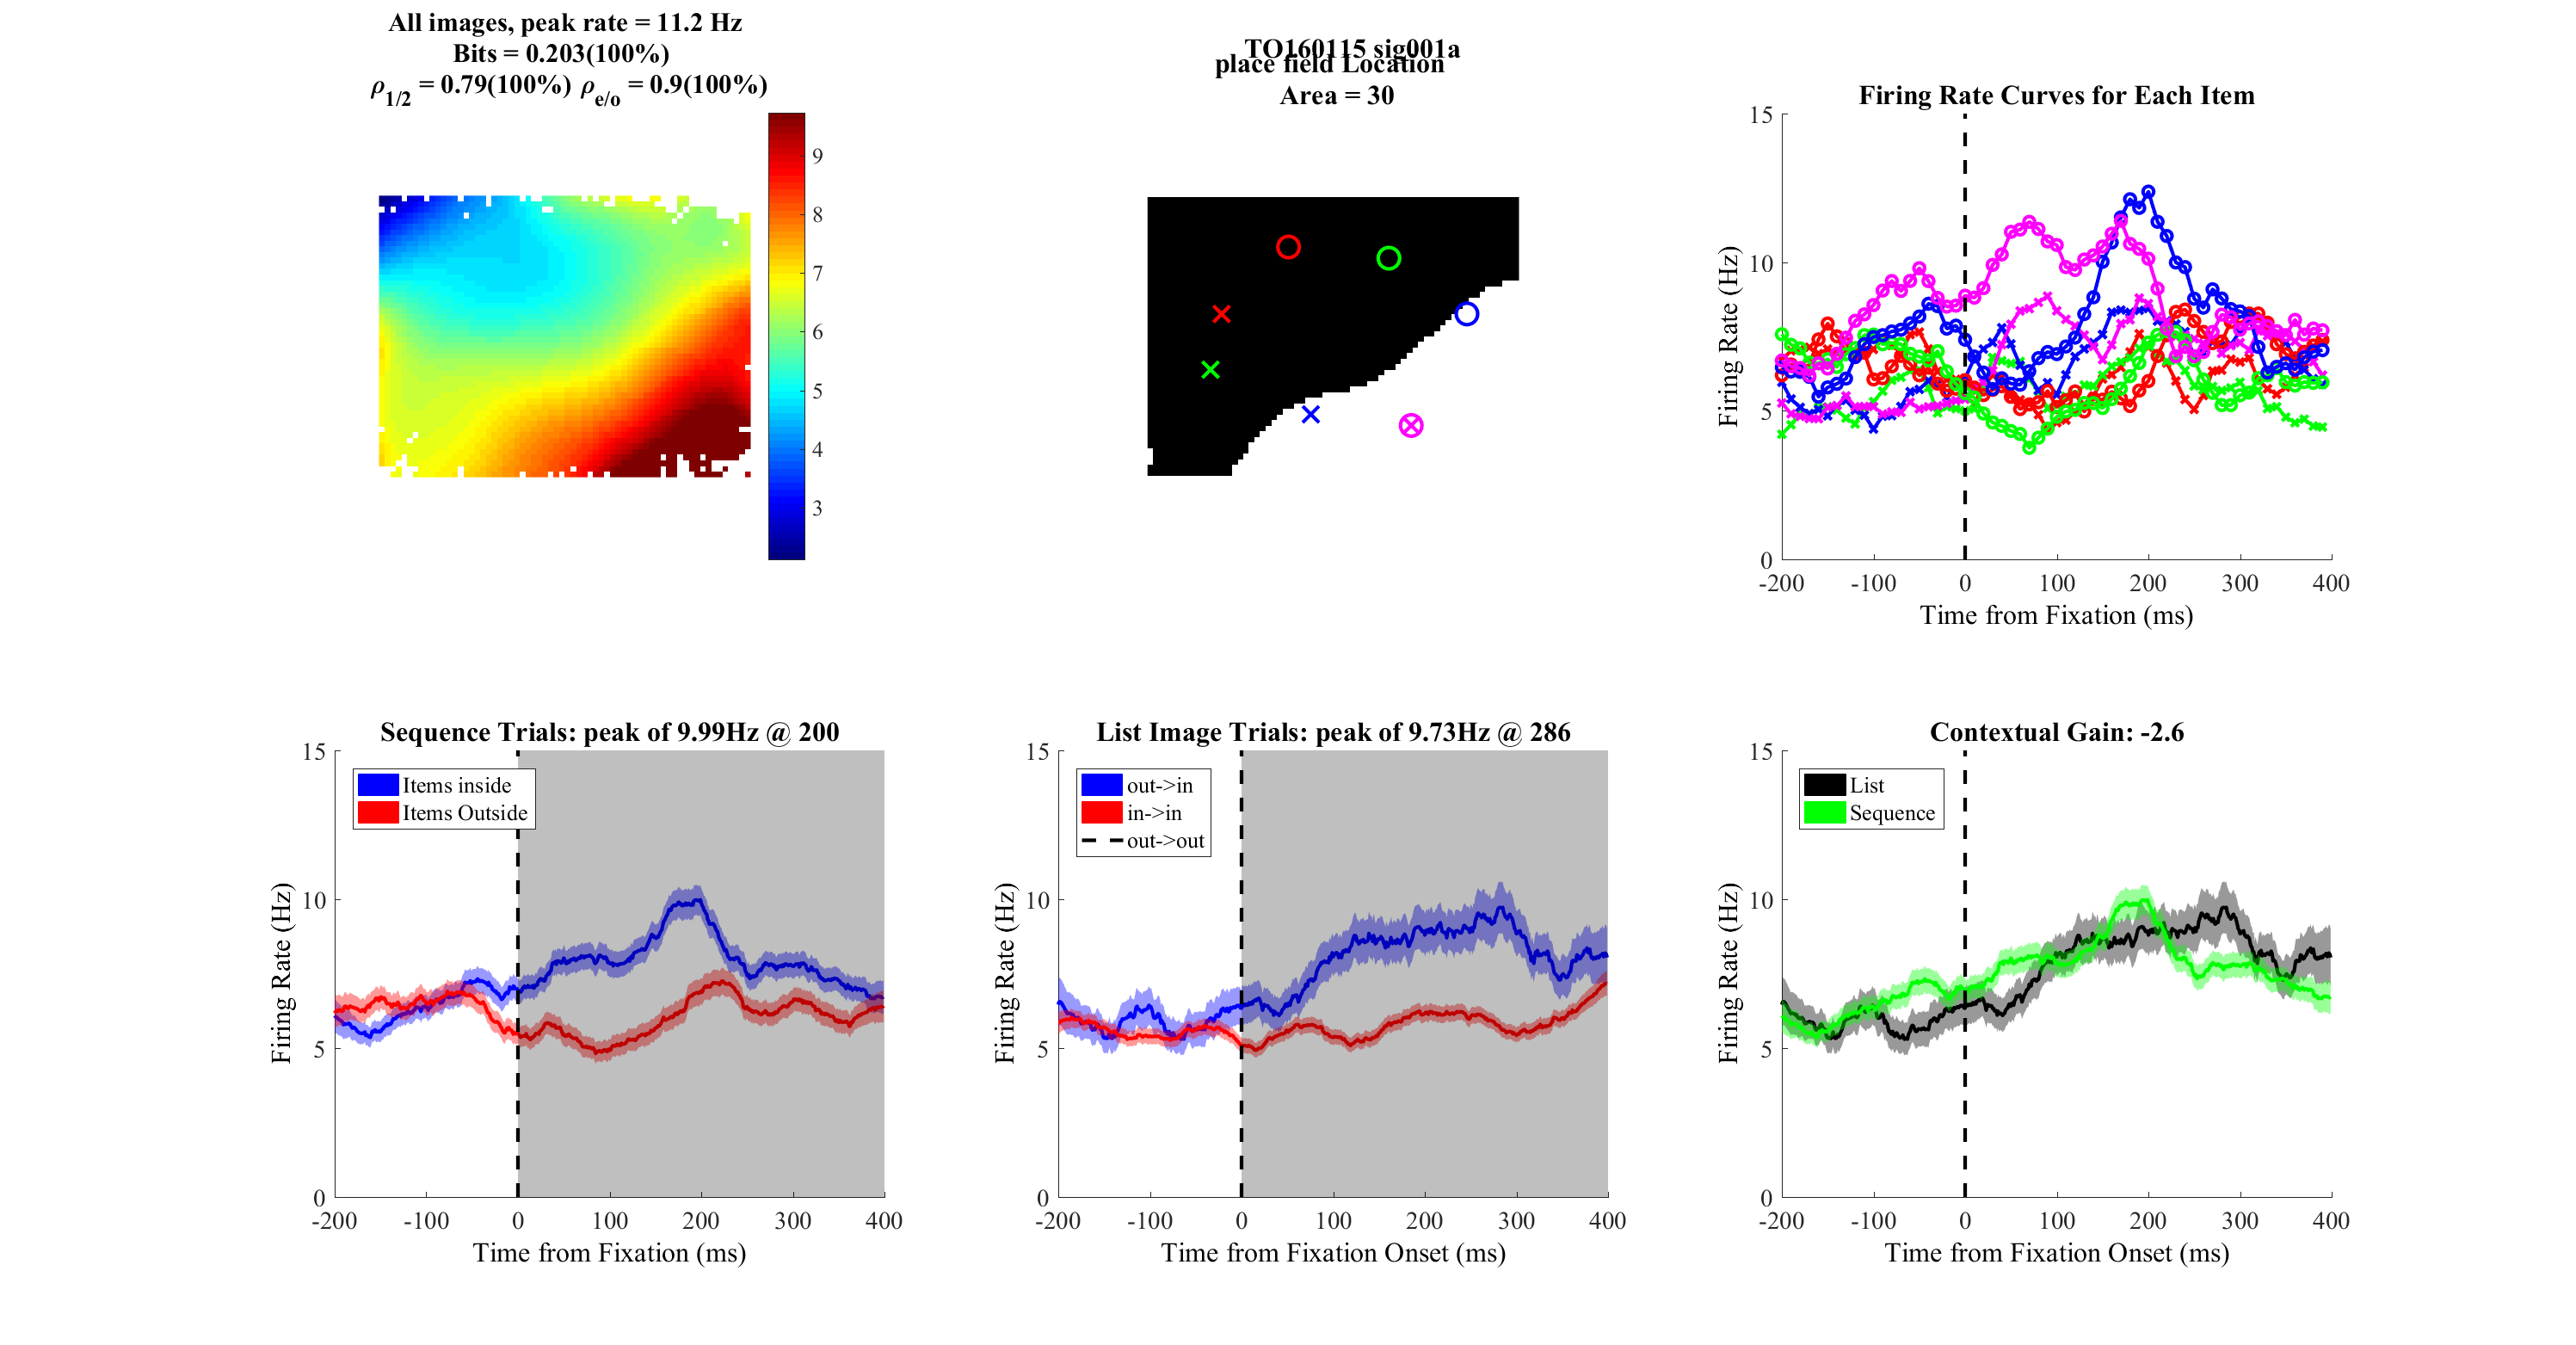 All images, peak rate = 11.2 Hz
Bits = 0.203(100%)
ρ1/2 = 0.79(100%) ρe/o = 0.9(100%)
9
8
7
6
5
4
3
TO160115 sig001a
place field Location
Area = 30
Firing Rate Curves for Each Item
15
10
5
0
Firing Rate (Hz)
-200 -100 0 100 200 300 400
Time from Fixation (ms)
Sequence Trials: peak of 9.99Hz @ 200
15
10
5
0
Firing Rate (Hz)
Items inside
Items Outside
-200 -100 0 100 200 300 400
Time from Fixation (ms)
List Image Trials: peak of 9.73Hz @ 286
15
10
5
0
Firing Rate (Hz)
out->in
in->in
out->out
-200 -100 0 100 200 300 400
Time from Fixation Onset (ms)
Contextual Gain: -2.6
15
10
5
0
Firing Rate (Hz)
List
Sequence
-200 -100 0 100 200 300 400
Time from Fixation Onset (ms)